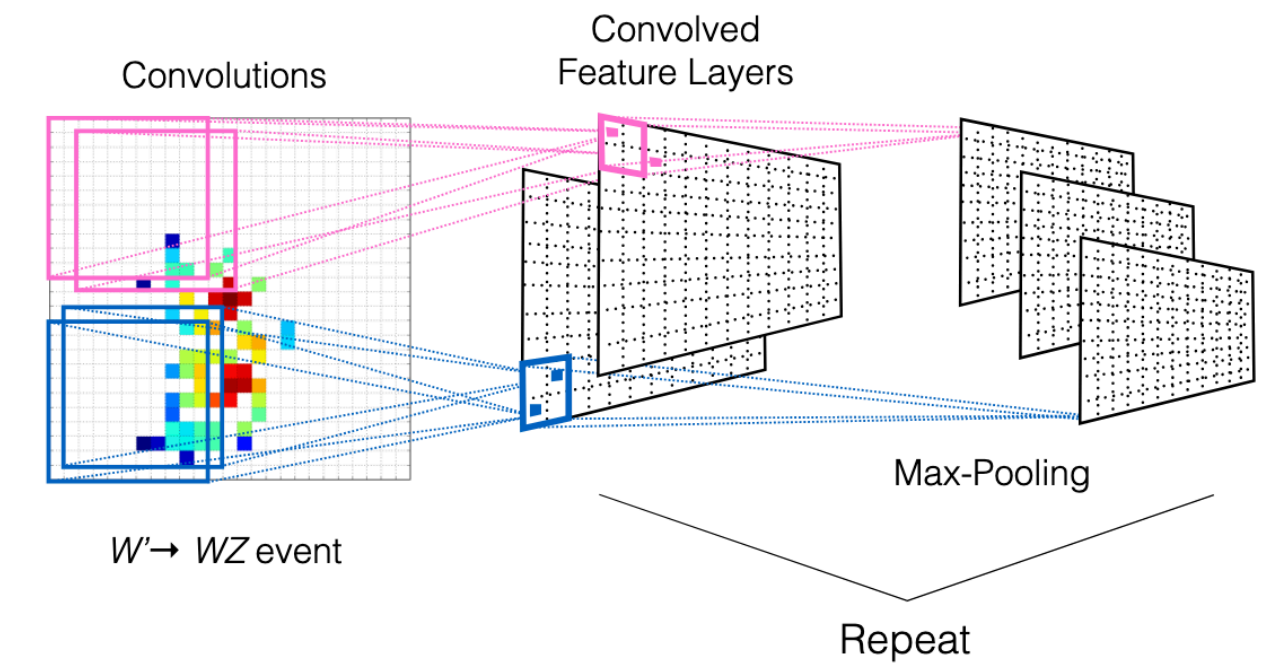 Convolutions
Convolved
Feature Layers
Max-Pooling
W'→ WZ event
Repeat